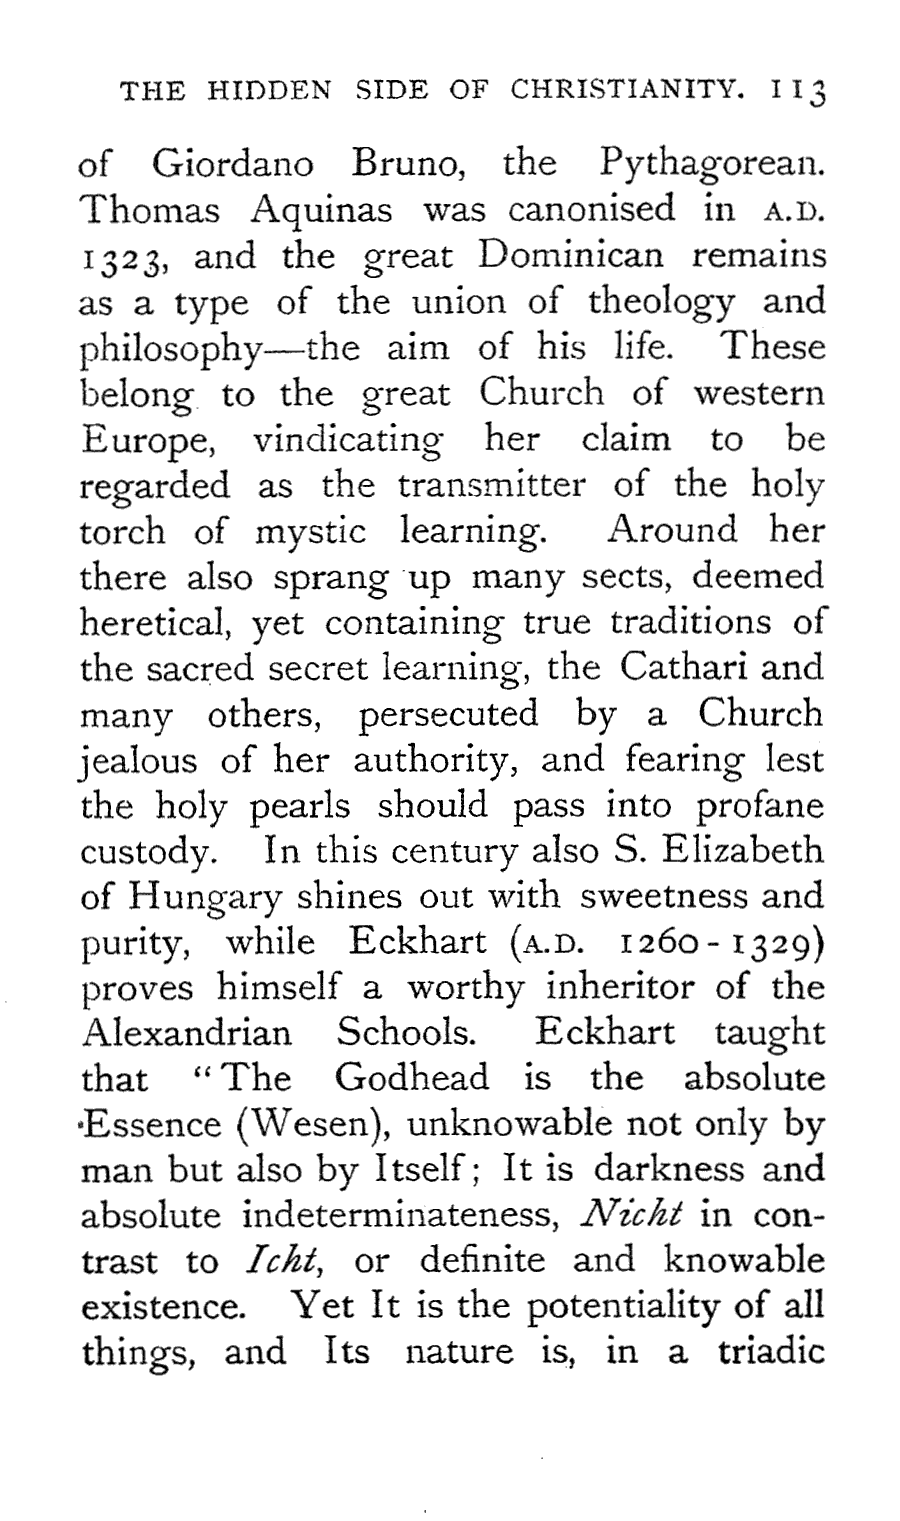 THE HIDDEN SIDE OF CHRISTIANITY. 113
of Giordano Bruno, the Pythagorean.
Thomas Aquinas was canonised in A.D.
1323, and the great Dominican remains
as a type of the union of theology and
philosophy—the aim of his life. These
belong to the great Church of western
Europe, vindicating her claim to be
regarded as the transmitter of the holy
torch of mystic learning. Around her
there also sprang up many sects, deemed
heretical, yet containing true traditions of
the sacred secret learning, the Cathari and
many others, persecuted by a Church
jealous of her authority, and fearing lest
the holy pearls should pass into profane
custody. In this century also S. Elizabeth
of Hungary shines out with sweetness and
purity, while Eckhart (A.D. 1260-1329)
proves himself a worthy inheritor of the
Alexandrian Schools. Eckhart taught
that "The Godhead is the absolute
Essence (Wesen), unknowable not only by
man but also by Itself; It is darkness and
absolute indeterminateness, Nicht in con-
trast to Icht, or definite and knowable
existence. Yet It is the potentiality of all
things, and Its nature is, in a triadic